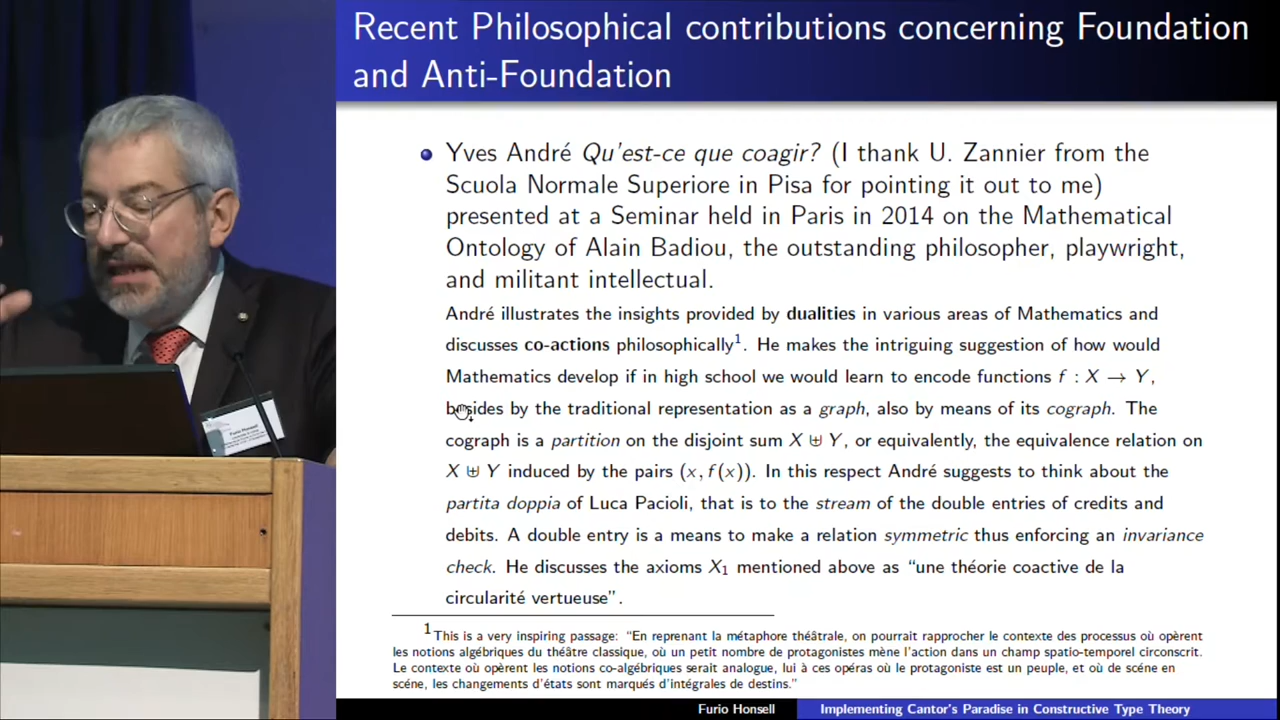 Recent Philosophical contributions concerning Foundation
and Anti-Foundation
Yves André Qu'est-ce que coagir? (I thank U. Zannier from the
Scuola Normale Superiore in Pisa for pointing it out to me)
presented at a Seminar held in Paris in 2014 on the Mathematical
Ontology of Alain Badiou, the outstanding philosopher, playwright,
and militant intellectual.
André illustrates the insights provided by dualities in various areas of Mathematics and
discusses co-actions philosophically¹. He makes the intriguing suggestion of how would
Mathematics develop if in high school we would learn to encode functions f : X → Y,
besides by the traditional representation as a graph, also by means of its cograph. The
cograph is a partition on the disjoint sum X ⊎ Y, or equivalently, the equivalence relation on
X ⊎ Y induced by the pairs (x, f(x)). In this respect André suggests to think about the
partita doppia of Luca Pacioli, that is to the stream of the double entries of credits and
debits. A double entry is a means to make a relation symmetric thus enforcing an invariance
check. He discusses the axioms X₁ mentioned above as "une théorie coactive de la
circularité vertueuse".
¹This is a very inspiring passage: "En reprenant la métaphore théâtrale, on pourrait rapprocher le contexte des processus où opèrent
les notions algébriques du théâtre classique, où un petit nombre de protagonistes mène l'action dans un champ spatio-temporel circonscrit.
Le contexte où opèrent les notions co-algébriques serait analogue, lui à ces opéras où le protagoniste est un peuple, et où de scène en
scène, les changements d'états sont marqués d'intégrales de destins."
Furio Honsell
Implementing Cantor's Paradise in Constructive Type Theory
Furio Honsell